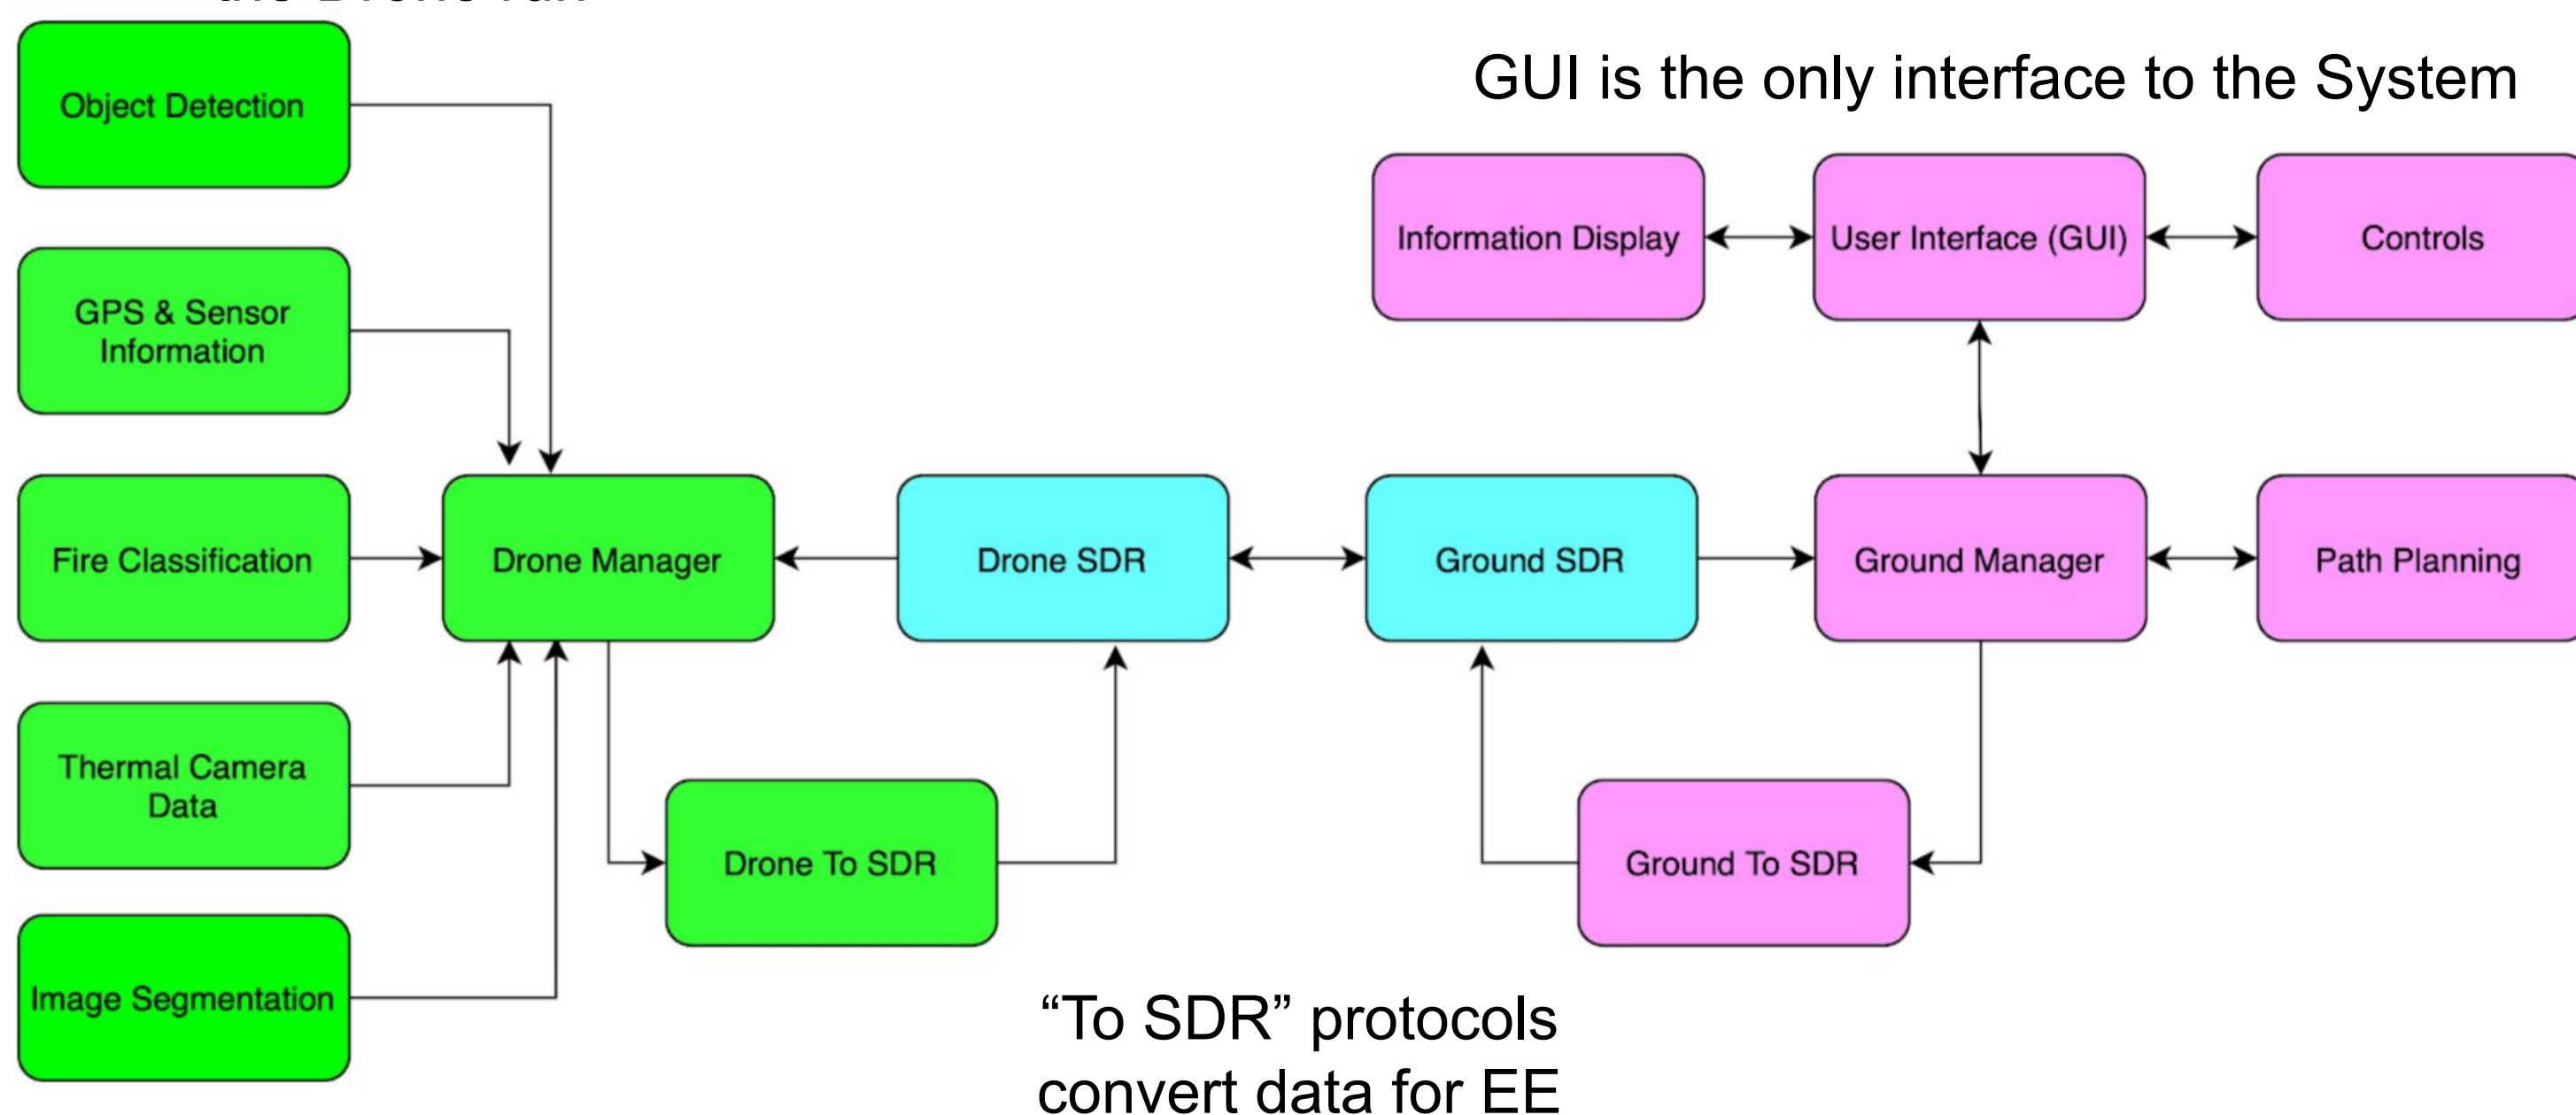 GUI is the only interface to the System
Object Detection
GPS & Sensor
Information
Information Display
User Interface (GUI)
Controls
Fire Classification
Drone Manager
Drone SDR
Ground SDR
Ground Manager
Path Planning
Thermal Camera
Data
Drone To SDR
Ground To SDR
Image Segmentation
“To SDR” protocols
convert data for EE